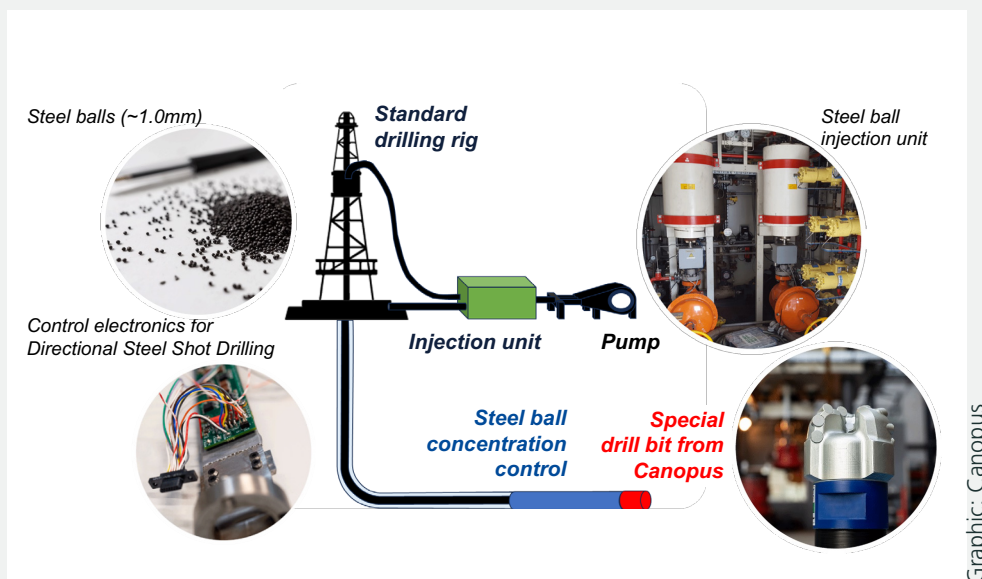 Steel balls (~1.0mm)
Standard
drilling rig
Steel ball
injection unit
Control electronics for
Directional Steel Shot Drilling
Injection unit
Pump
Steel ball
concentration
control
Special
drill bit from
Canopus
Graphic: Canopus